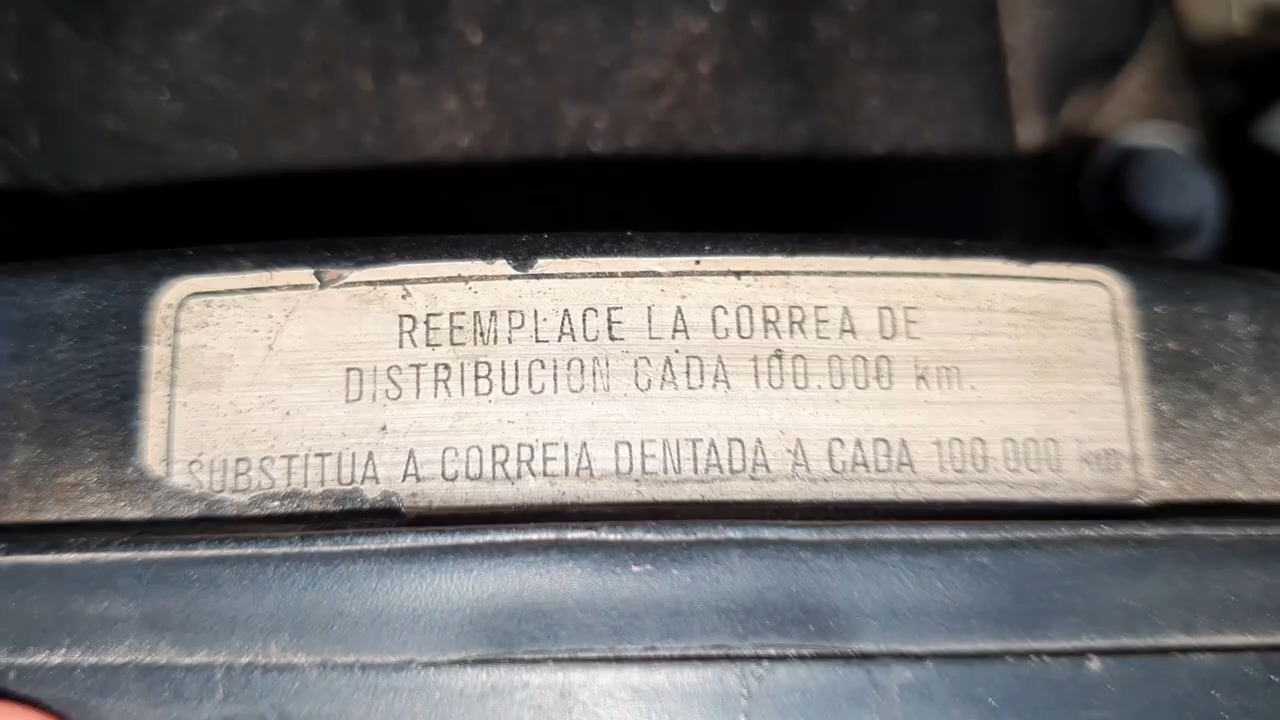 REEMPLACE LA CORREA DE
DISTRIBUCION CADA 100.000 km.
SUBSTITUA A CORREIA DENTADA A CADA 100.000 km